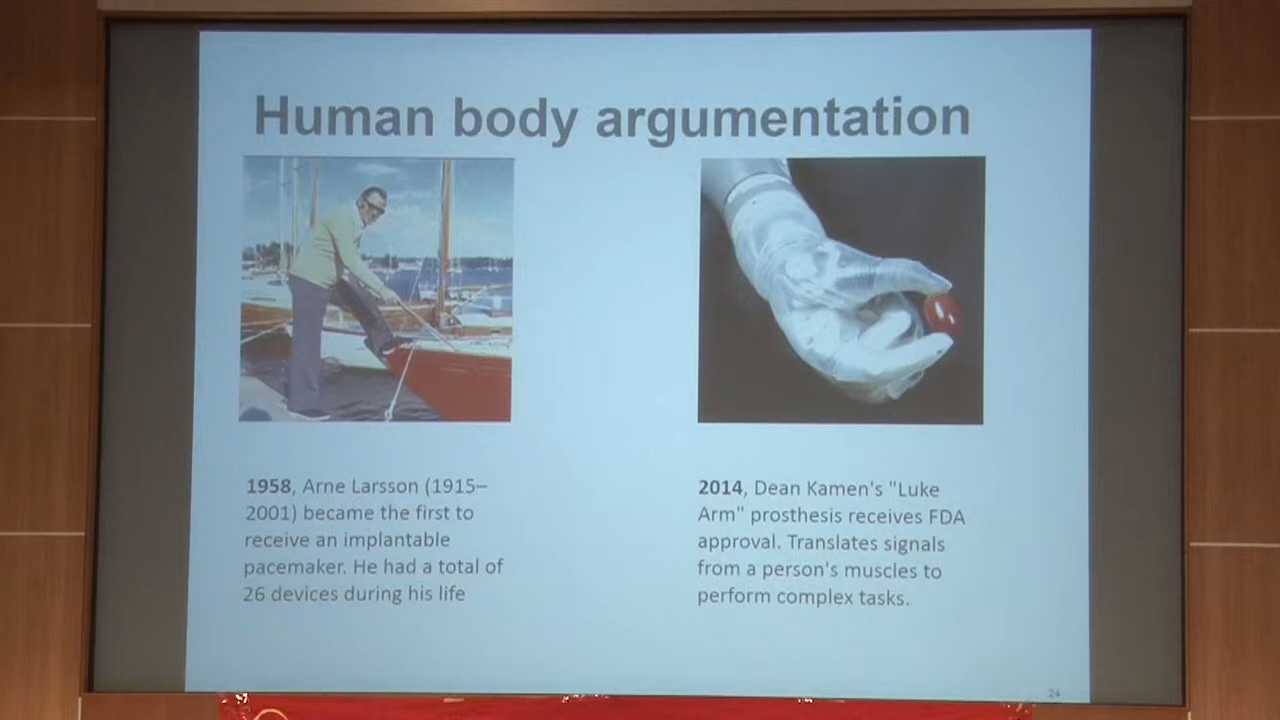 Human body argumentation
1958, Arne Larsson (1915–
2001) became the first to
receive an implantable
pacemaker. He had a total of
26 devices during his life
2014, Dean Kamen's "Luke
Arm" prosthesis receives FDA
approval. Translates signals
from a person's muscles to
perform complex tasks.
24